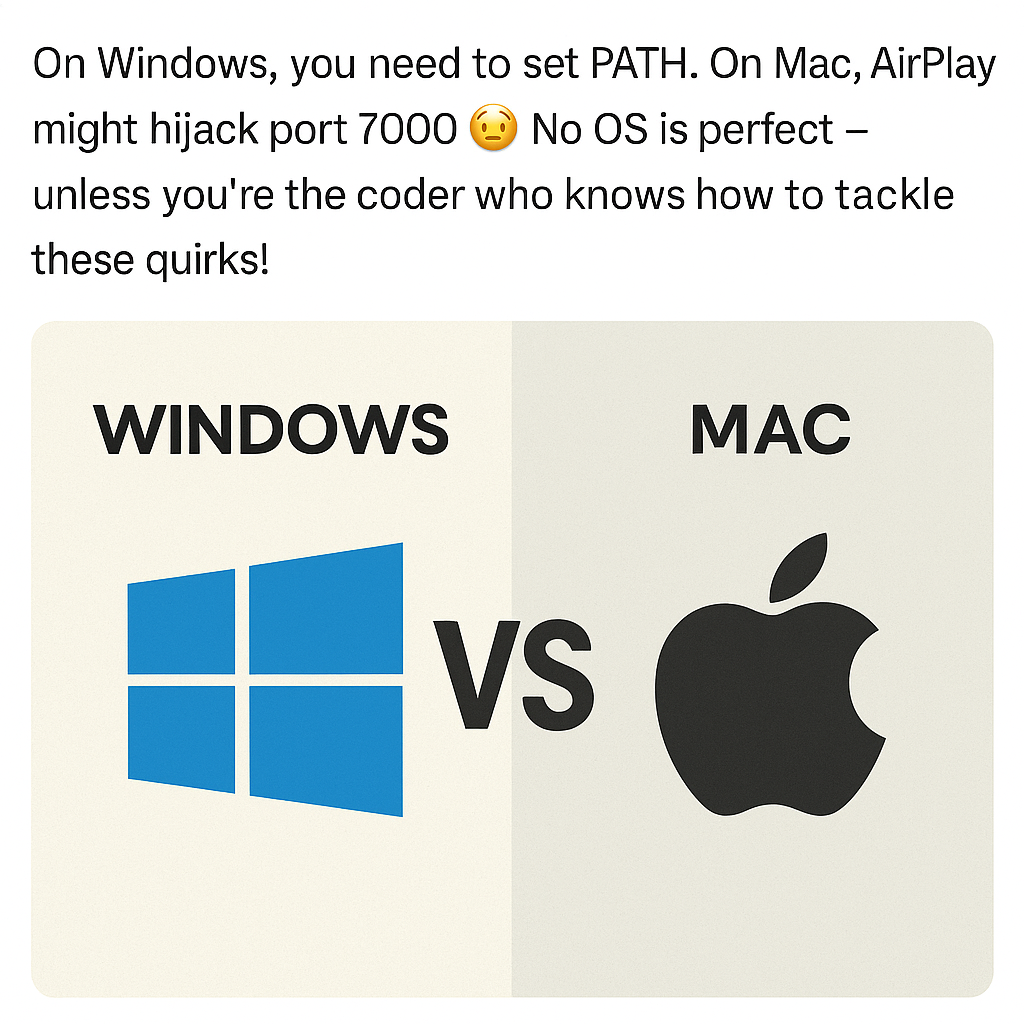 On Windows, you need to set PATH. On Mac, AirPlay
might hijack port 7000 😟 No OS is perfect –
unless you're the coder who knows how to tackle
these quirks!
WINDOWS
MAC
VS